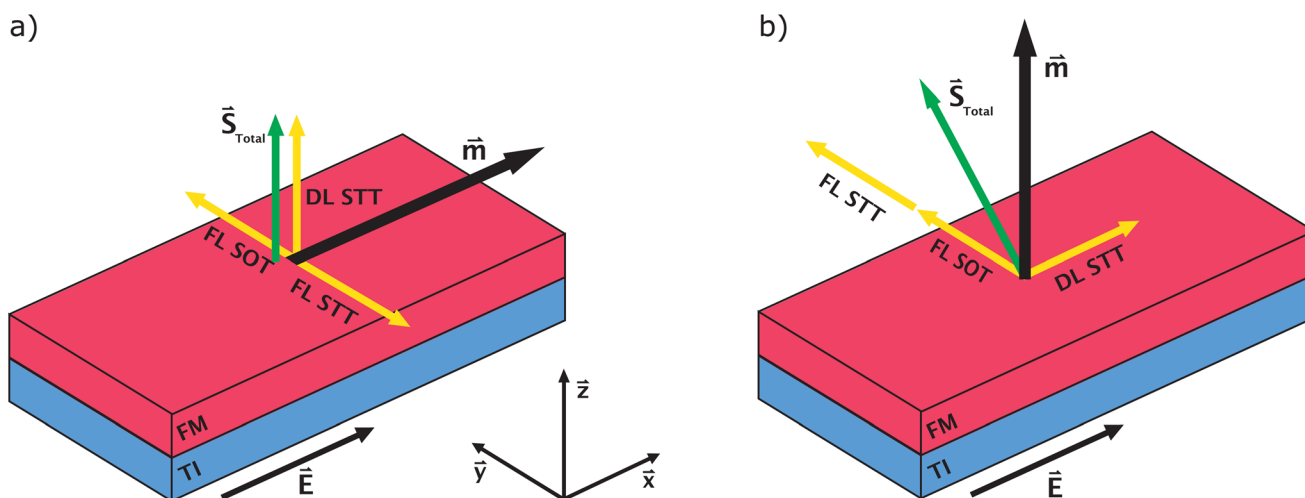 a)
S⃗Total
m⃗
DL STT
FL SOT
FL STT
FM
TI
E⃗
z⃗
y⃗
x⃗
b)
m⃗
S⃗Total
FL STT
FL SOT
DL STT
FM
TI
E⃗